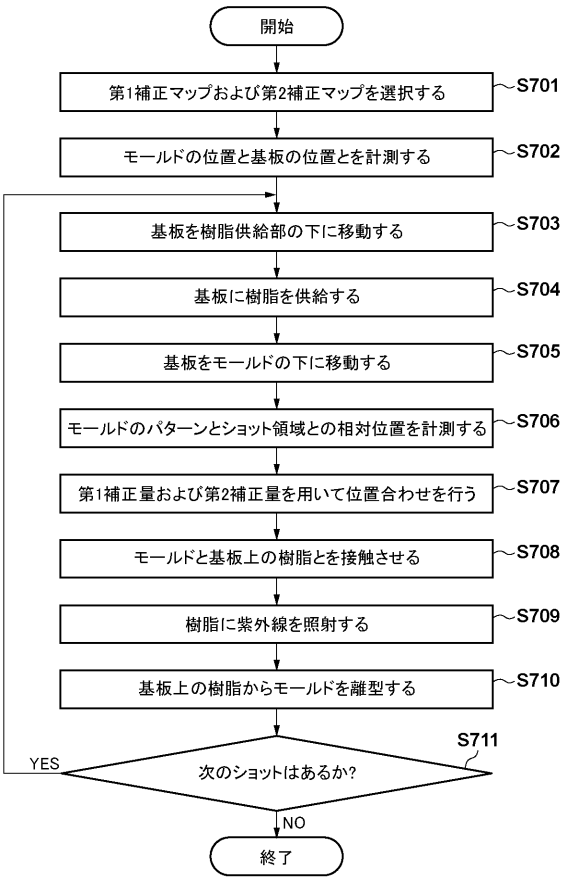 開始
第1補正マップおよび第2補正マップを選択する
S701
モールドの位置と基板の位置とを計測する
S702
基板を樹脂供給部の下に移動する
S703
基板に樹脂を供給する
S704
基板をモールドの下に移動する
S705
モールドのパターンとショット領域との相対位置を計測する
S706
第1補正量および第2補正量を用いて位置合わせを行う
S707
モールドと基板上の樹脂とを接触させる
S708
樹脂に紫外線を照射する
S709
基板上の樹脂からモールドを離型する
S710
S711
YES
次のショットはあるか?
NO
終了